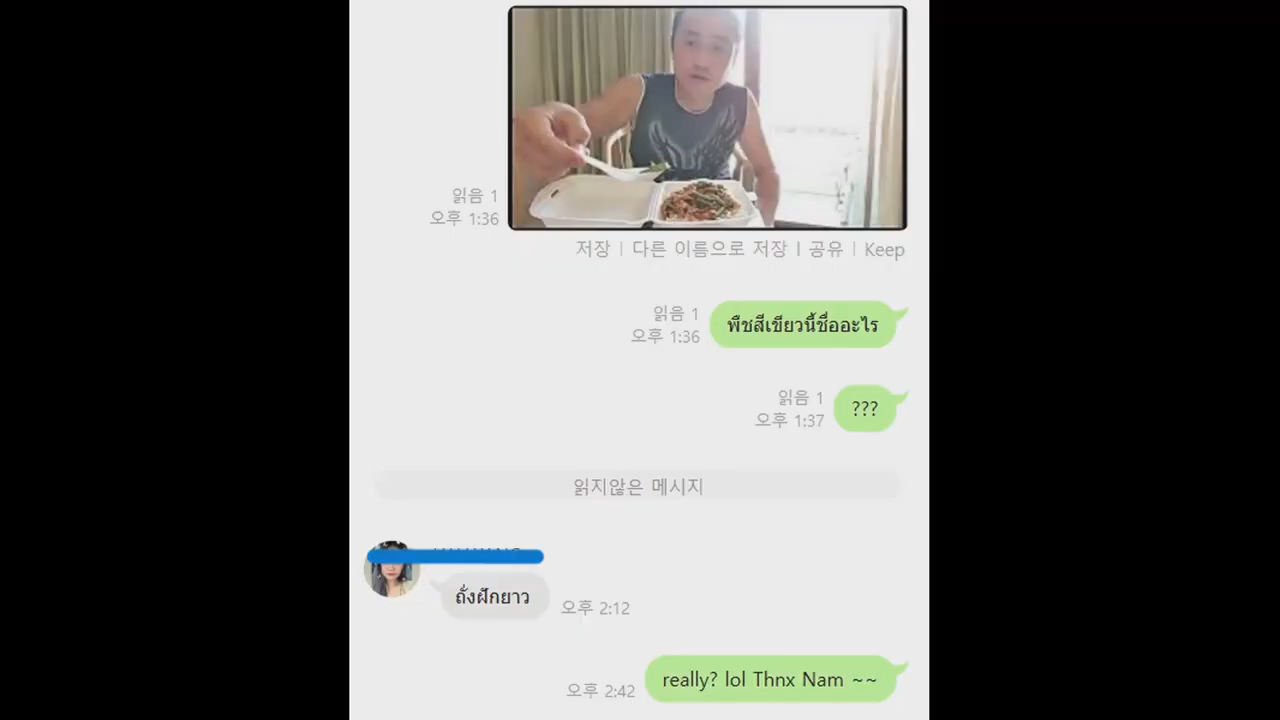 읽음 1
오후 1:36
저장 | 다른 이름으로 저장 | 공유 | Keep
읽음 1
오후 1:36
พืชสีเขียวนี้ชื่ออะไร
읽음 1
오후 1:37
???
읽지않은 메시지
ถั่งฝักยาว
오후 2:12
오후 2:42
really? lol Thnx Nam ~~